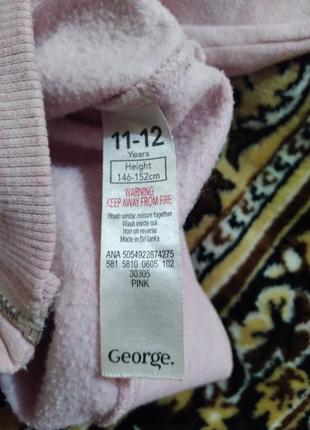 11-12
Years
Height
146-152cm
WARNING
KEEP AWAY FROM FIRE
Wash similar colours together
Wash inside out
Iron on reverse
Made in Sri lanka
ANA 5054922874275
581 5810 0605 102
30305
PINK
George.